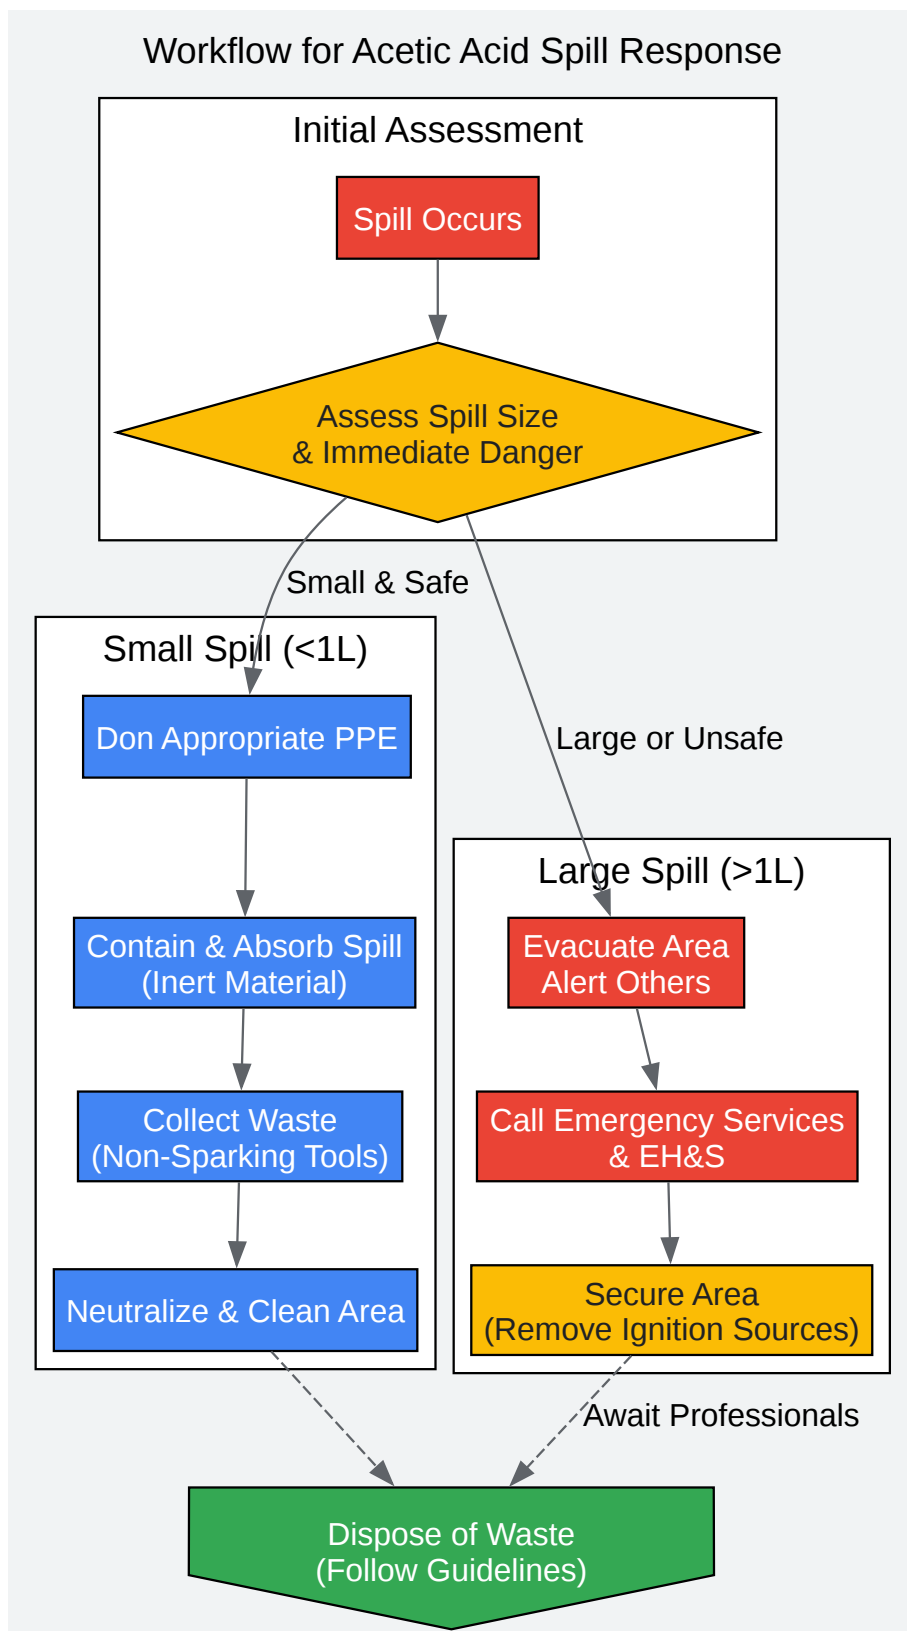 Workflow for Acetic Acid Spill Response
Initial Assessment
Spill Occurs
Assess Spill Size
& Immediate Danger
Small & Safe
Large or Unsafe
Small Spill (<1L)
Don Appropriate PPE
Contain & Absorb Spill
(Inert Material)
Collect Waste
(Non-Sparking Tools)
Neutralize & Clean Area
Large Spill (>1L)
Evacuate Area
Alert Others
Call Emergency Services
& EH&S
Secure Area
(Remove Ignition Sources)
Await Professionals
Dispose of Waste
(Follow Guidelines)